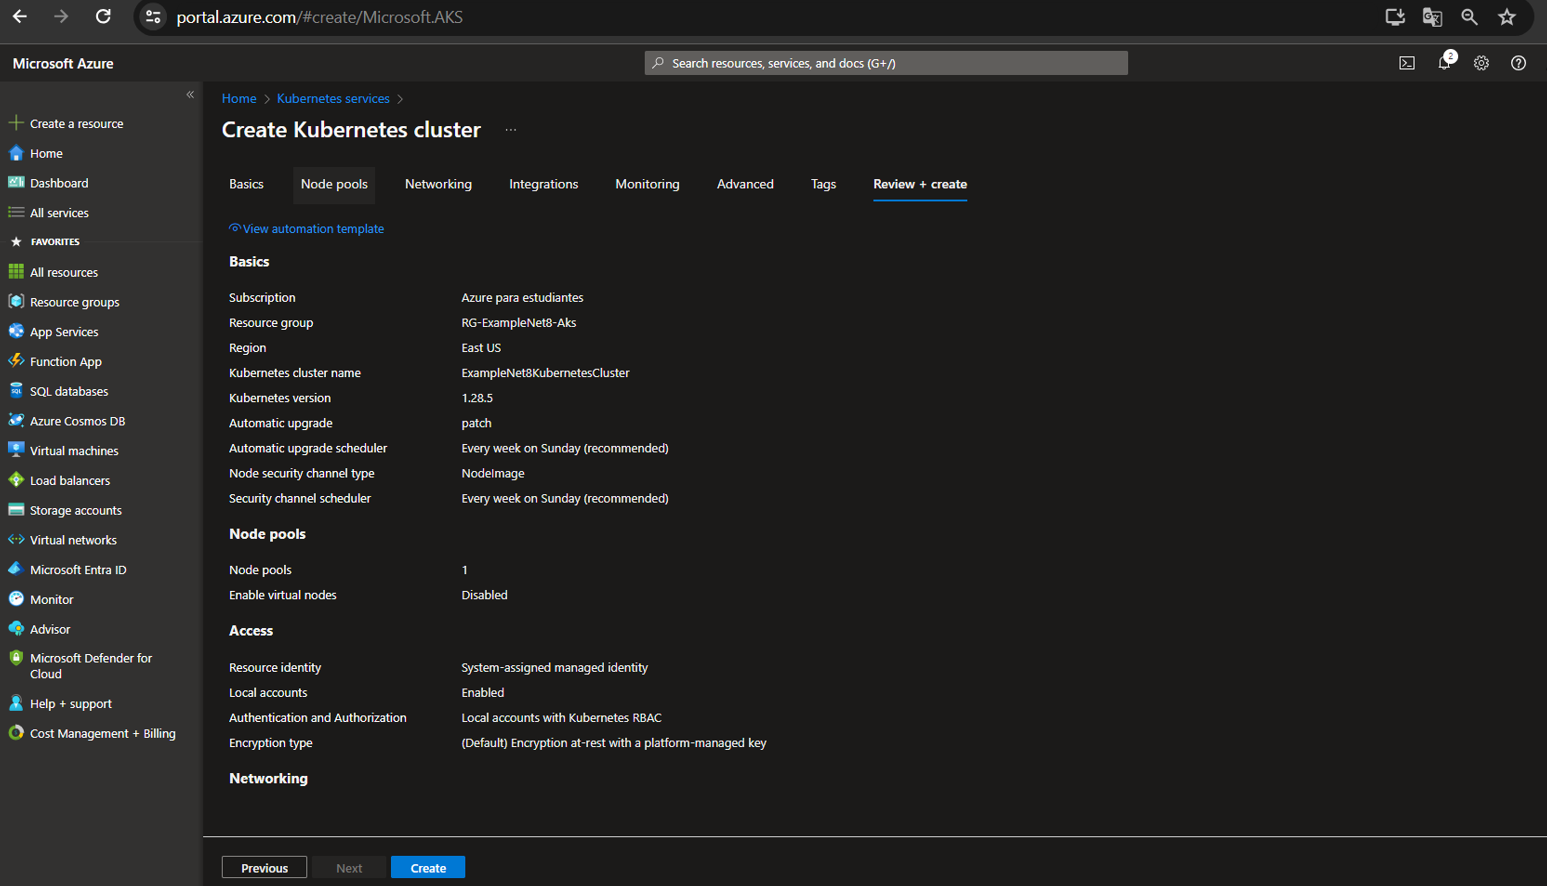 portal.azure.com/#create/Microsoft.AKS
Microsoft Azure
Search resources, services, and docs (G+/)
2
Home > Kubernetes services >
Create Kubernetes cluster ...
Basics Node pools Networking Integrations Monitoring Advanced Tags Review + create
View automation template
Create a resource
Home
Dashboard
All services
FAVORITES
All resources
Resource groups
App Services
Function App
SQL databases
Azure Cosmos DB
Virtual machines
Load balancers
Storage accounts
Virtual networks
Microsoft Entra ID
Monitor
Advisor
Microsoft Defender for
Cloud
Help + support
Cost Management + Billing
Basics
Subscription Azure para estudiantes
Resource group RG-ExampleNet8-Aks
Region East US
Kubernetes cluster name ExampleNet8KubernetesCluster
Kubernetes version 1.28.5
Automatic upgrade patch
Automatic upgrade scheduler Every week on Sunday (recommended)
Node security channel type NodeImage
Security channel scheduler Every week on Sunday (recommended)
Node pools
Node pools 1
Enable virtual nodes Disabled
Access
Resource identity System-assigned managed identity
Local accounts Enabled
Authentication and Authorization Local accounts with Kubernetes RBAC
Encryption type (Default) Encryption at-rest with a platform-managed key
Networking
Previous Next Create